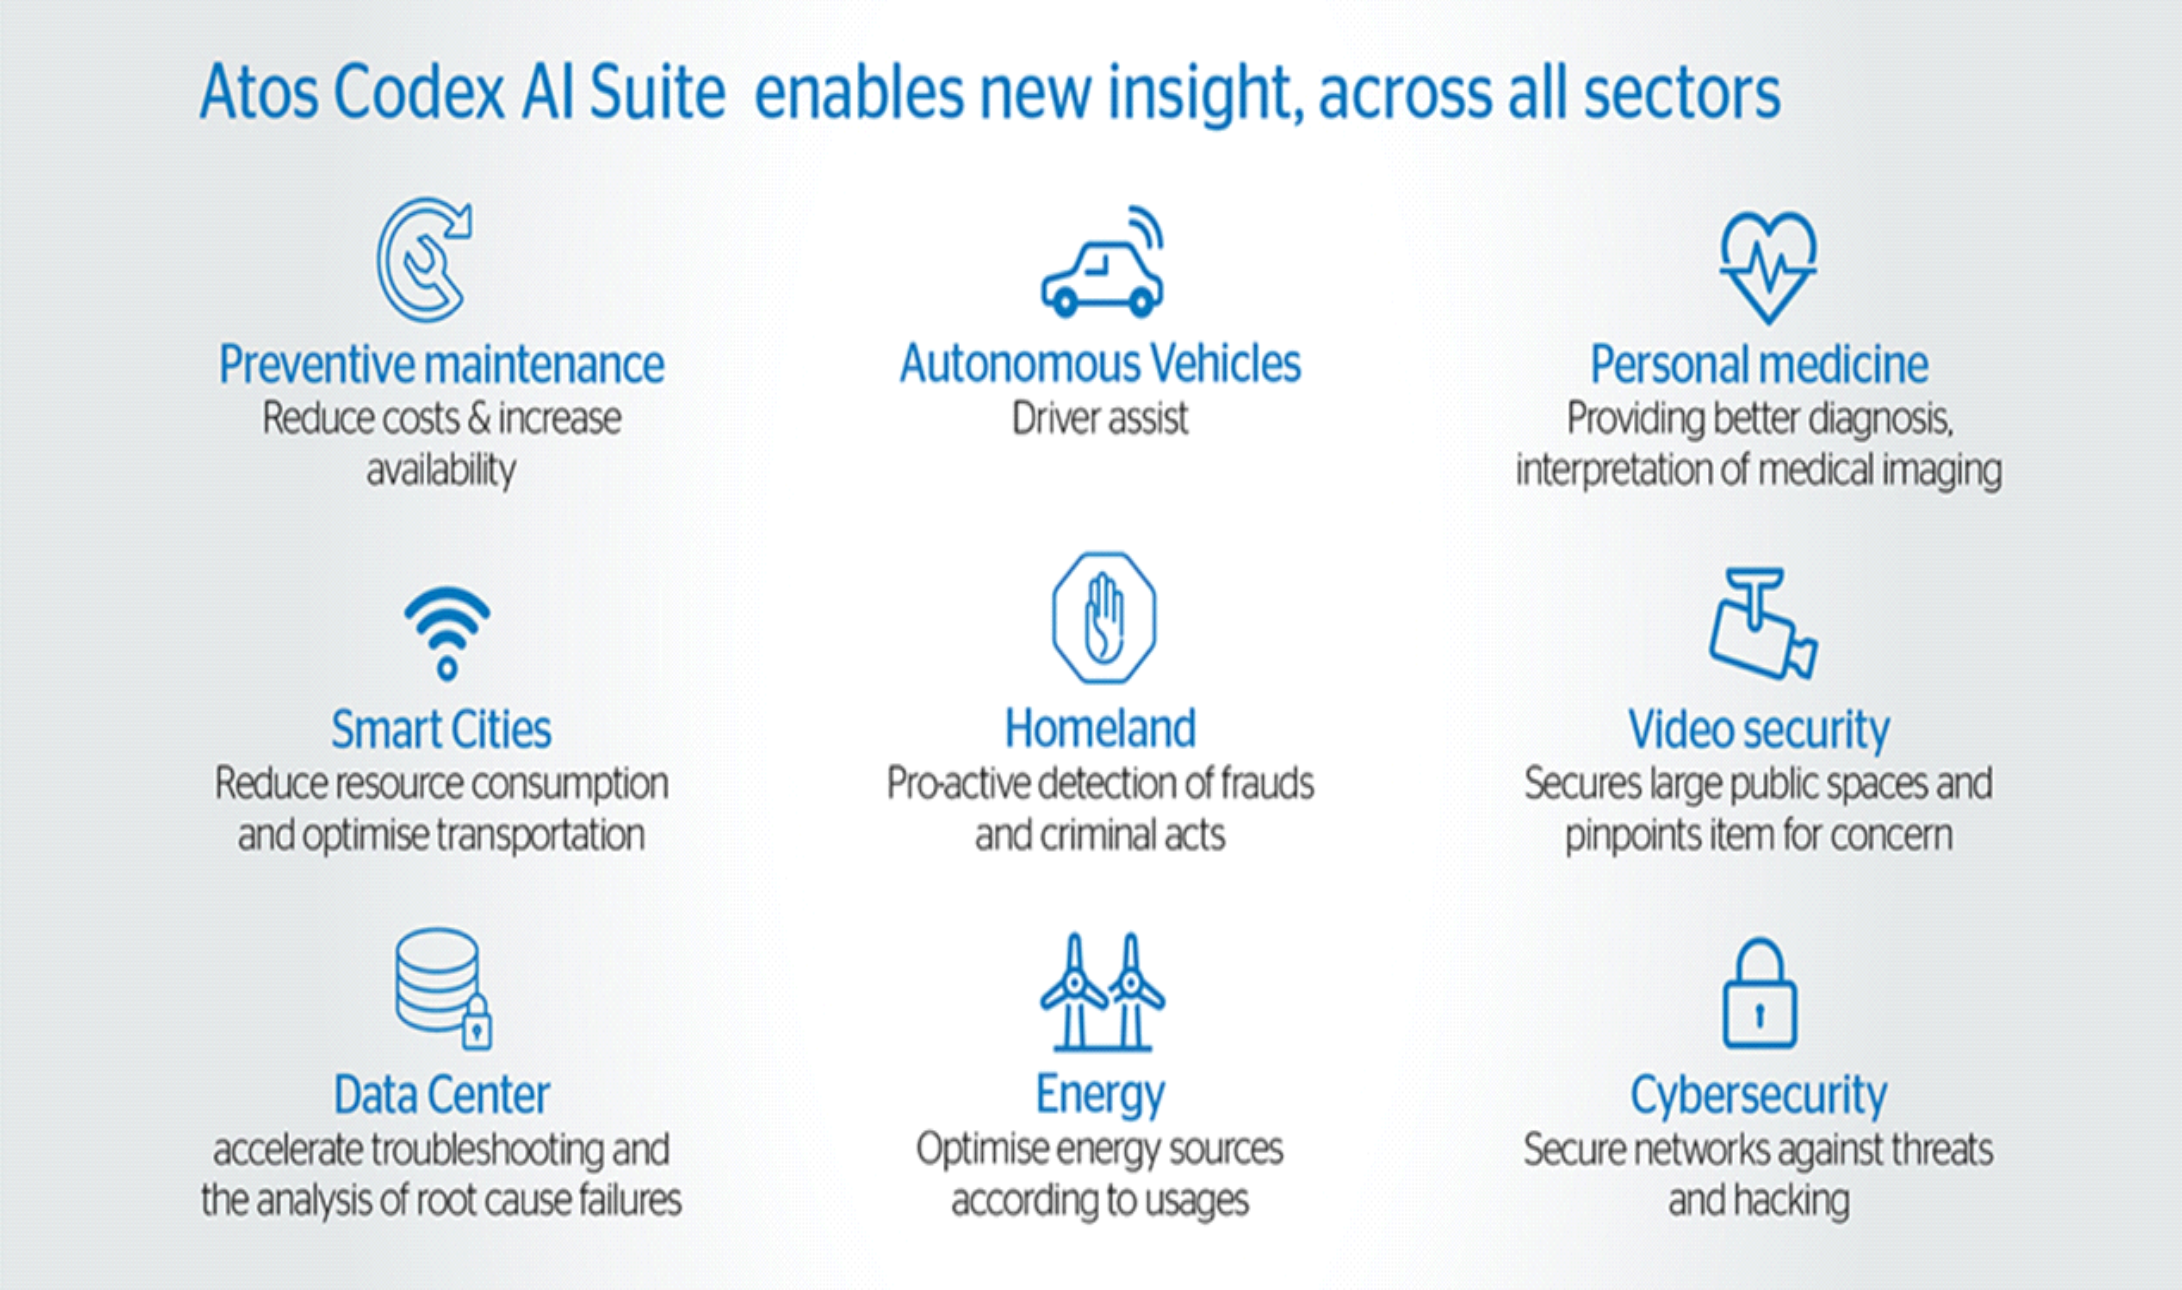 Atos Codex AI Suite enables new insight, across all sectors
Preventive maintenance
Reduce costs & increase
availability
Autonomous Vehicles
Driver assist
Personal medicine
Providing better diagnosis,
interpretation of medical imaging
Smart Cities
Reduce resource consumption
and optimise transportation
Homeland
Pro-active detection of frauds
and criminal acts
Video security
Secures large public spaces and
pinpoints item for concern
Data Center
accelerate troubleshooting and
the analysis of root cause failures
Energy
Optimise energy sources
according to usages
Cybersecurity
Secure networks against threats
and hacking